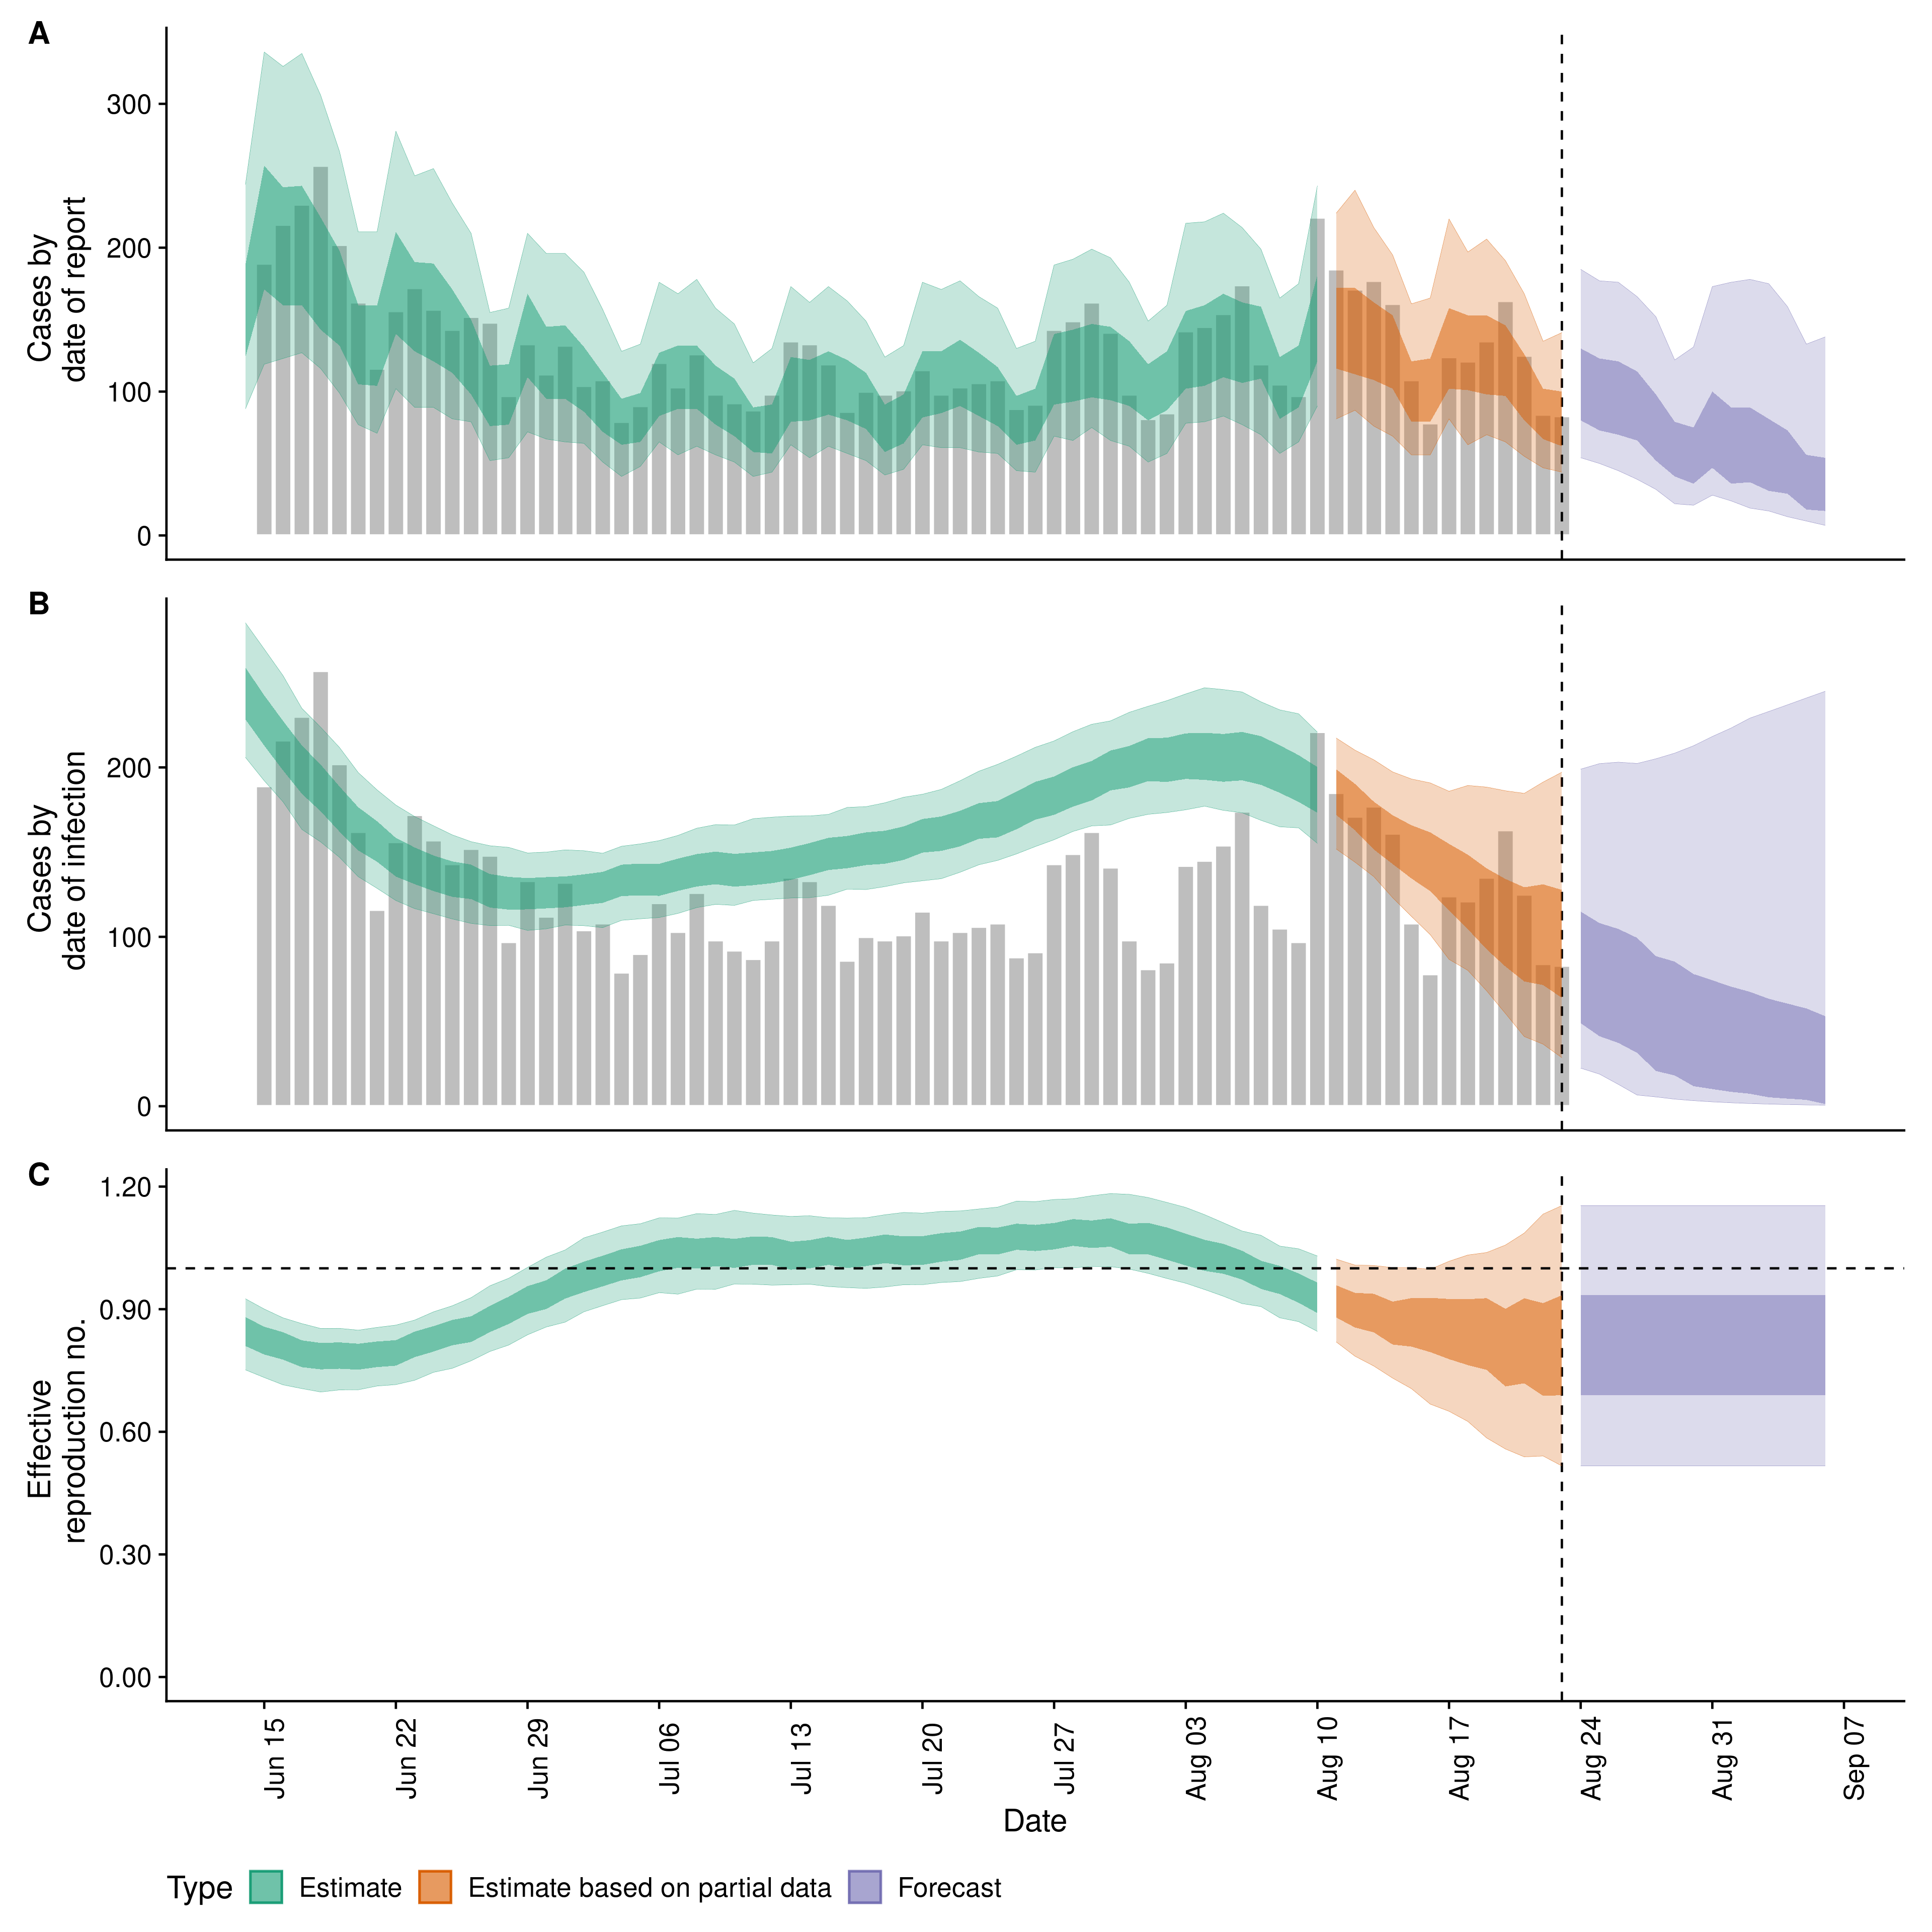 A
300
200
100
0
Cases by
date of report
B
200
100
0
Cases by
date of infection
C
1.20
0.90
0.60
0.30
0.00
Effective
reproduction no.
Jun 15
Jun 22
Jun 29
Jul 06
Jul 13
Jul 20
Jul 27
Aug 03
Aug 10
Aug 17
Aug 24
Aug 31
Sep 07
Date
Type
Estimate
Estimate based on partial data
Forecast